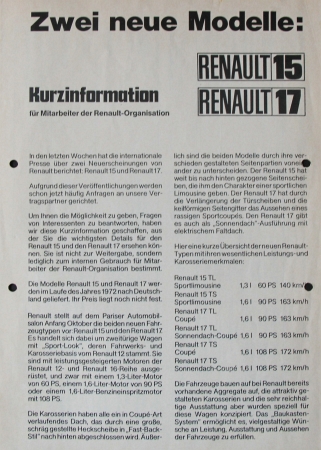 Zwei neue Modelle:
RENAULT 15
RENAULT 17
Kurzinformation
für Mitarbeiter der Renault-Organisation
In den letzten Wochen hat die internationale
Presse über zwei Neuerscheinungen von
Renault berichtet: Renault 15 und Renault 17.
Aufgrund dieser Veröffentlichungen werden
schon jetzt häufig Anfragen an unsere Ver-
tragspartner gerichtet.
Um Ihnen die Möglichkeit zu geben, Fragen
von Interessenten zu beantworten, haben
wir diese Kurzinformation geschaffen, aus
der Sie die wichtigsten Details für den
Renault 15 und den Renault 17 ersehen kön-
nen. Sie ist nicht zur Weitergabe, sondern
lediglich zum internen Gebrauch für Mitar-
beiter der Renault-Organisation bestimmt.
Die Modelle Renault 15 und Renault 17 wer-
den im Laufe des Jahres 1972 nach Deutsch-
land geliefert. Ihr Preis liegt noch nicht fest.
Renault stellt auf dem Pariser Automobil-
salon Anfang Oktober die beiden neuen Fahr-
zeugtypen vor: Renault 15 und den Renault 17.
Es handelt sich dabei um zweitürige Wagen
mit „Sport-Look", deren Fahrwerks- und
Karosseriebasis vom Renault 12 stammt. Sie
sind mit leistungsgesteigerten Motoren der
Renault 12- und Renault 16-Reihe ausge-
rüstet, und zwar mit einem 1,3-Liter-Motor
von 60 PS, einem 1,6-Liter-Motor von 90 PS
oder einem 1,6-Liter-Benzineinspritzmotor
mit 108 PS.
Die Karosserien haben alle ein in Coupé-Art
verlaufendes Dach, das durch eine große,
schräg gestellte Heckscheibe in „Fast-Back-
Stil" nach hinten abgeschlossen wird. Äußer-
lich sind die beiden Modelle durch ihre ver-
schieden gestalteten Seitenpartien vonein-
ander zu unterscheiden. Der Renault 15 hat
weit bis nach hinten gezogene Seitenschei-
ben, die ihm den Charakter einer sportlichen
Limousine geben. Der Renault 17 hat durch
die Verlängerung der Türscheiben und die
keilförmigen Seitengitter das Aussehen eines
rassigen Sportcoupés. Den Renault 17 gibt
es auch als „Sonnendach"-Ausführung mit
elektrischem Faltdach.
Hier eine kurze Übersicht der neuen Renault-
Typen mit ihren wesentlichen Leistungs- und
Karosseriemerkmalen:
Renault 15 TL
Sportlimousine 1,3 l 60 PS 140 km/
Renault 15 TS
Sportlimousine 1,6 l 90 PS 163 km/h
Renault 17 TL
Coupé 1,6 l 90 PS 163 km/h
Renault 17 TL
Sonnendach-Coupé 1,6 l 90 PS 163 km/h
Renault 17 TS
Coupé 1,6 l 108 PS 172 km/h
Renault 17 TS
Sonnendach-Coupé 1,6 l 108 PS 172 km/h
Die Fahrzeuge bauen auf bei Renault bereits
vorhandene Aggregate auf, die attraktiv ge-
stalteten Karosserien und die sehr reichhal-
tige Ausstattung aber wurden speziell für
diese Wagen konzipiert. Das „Baukasten-
System" ermöglicht es, vielgestaltige Wün-
sche an Leistung, Ausstattung und Aussehen
der Fahrzeuge zu erfüllen.